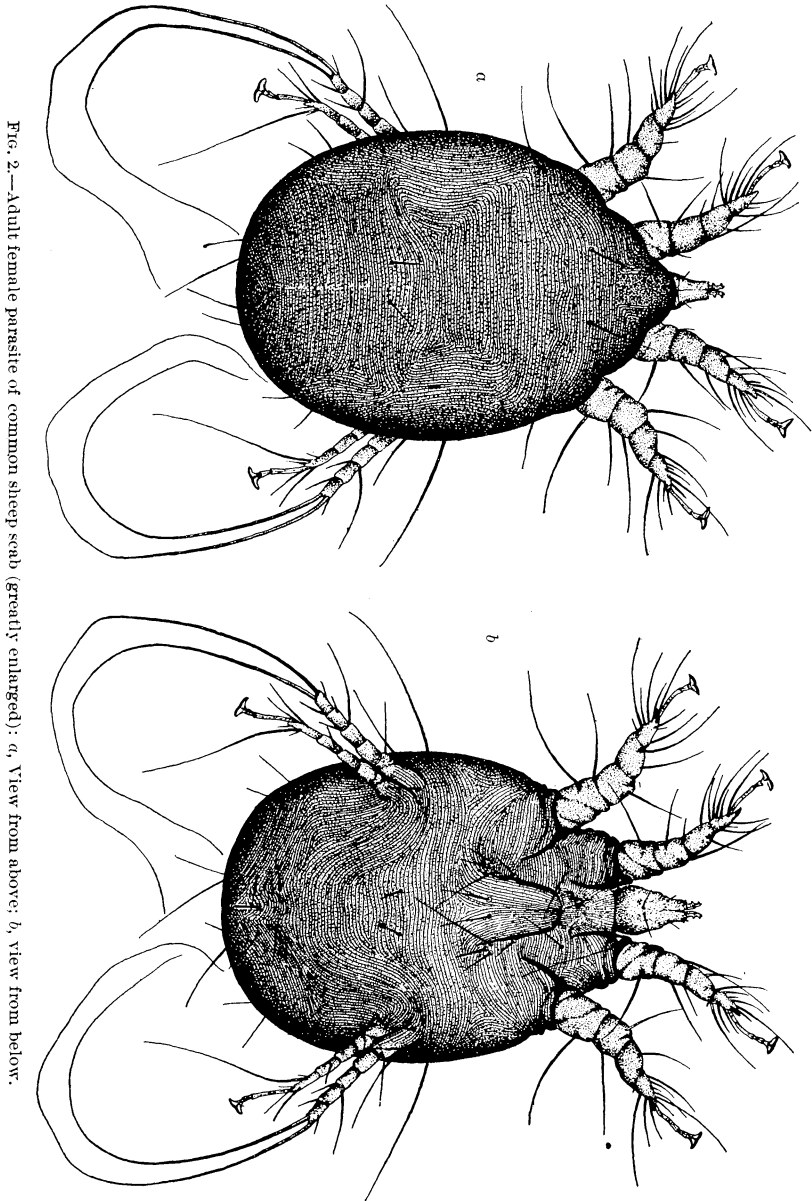 a
b
Fig. 2.—Adult female parasite of common sheep scab (greatly enlarged): a, View from above; b, view from below.